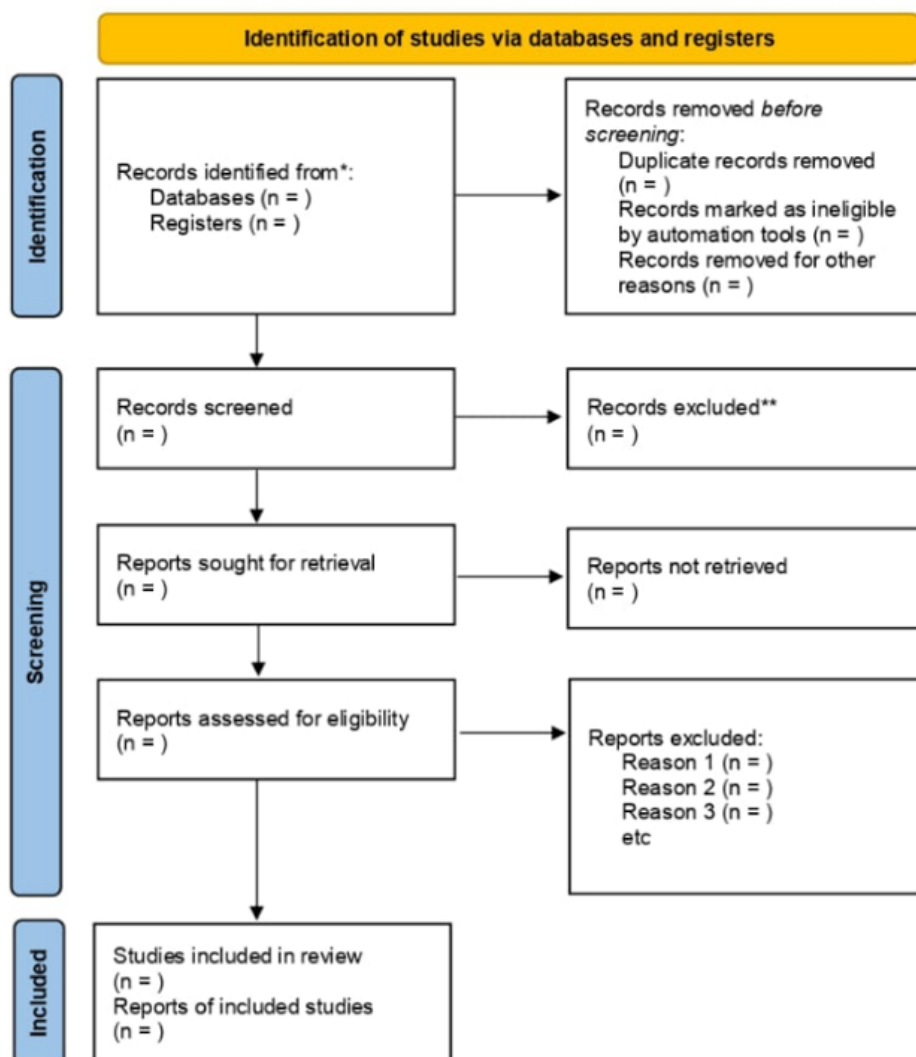 Identification of studies via databases and registers
Identification
Records identified from*:
Databases (n = )
Registers (n = )
Records removed before
screening:
Duplicate records removed
(n = )
Records marked as ineligible
by automation tools (n = )
Records removed for other
reasons (n = )
Screening
Records screened
(n = )
Records excluded**
(n = )
Reports sought for retrieval
(n = )
Reports not retrieved
(n = )
Reports assessed for eligibility
(n = )
Reports excluded:
Reason 1 (n = )
Reason 2 (n = )
Reason 3 (n = )
etc
Included
Studies included in review
(n = )
Reports of included studies
(n = )